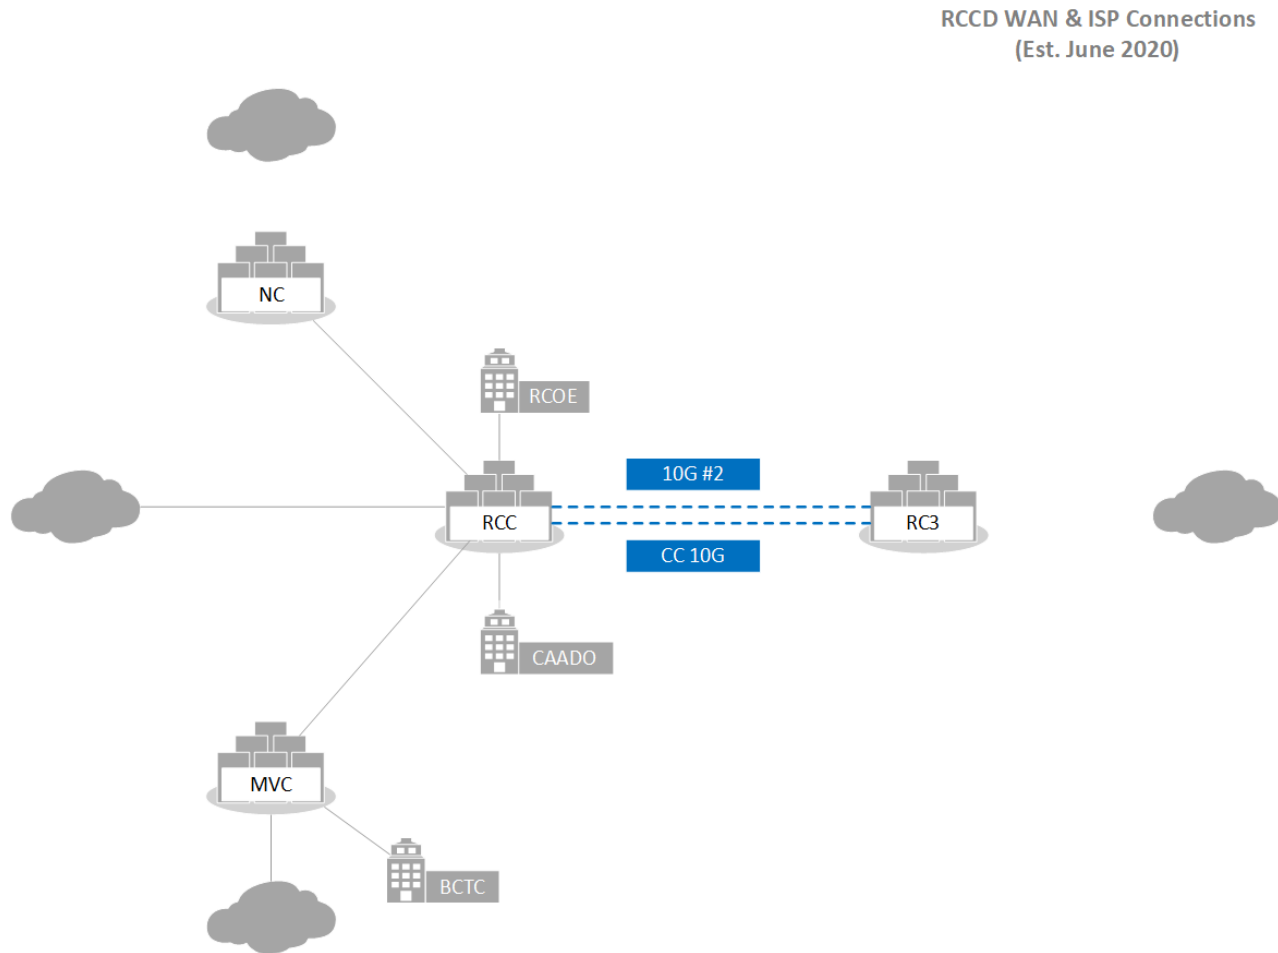 RCCD WAN & ISP Connections
(Est. June 2020)
NC
RCOE
10G #2
RCC
RC3
CC 10G
CAADO
MVC
BCTC